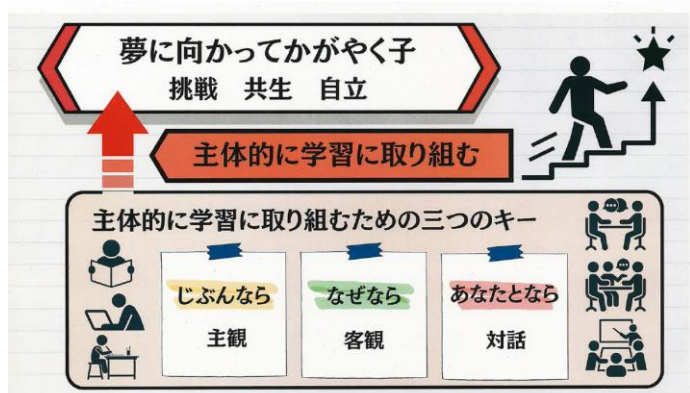 夢に向かってかがやく子
挑戦 共生 自立
主体的に学習に取り組む
主体的に学習に取り組むための三つのキー
じぶんなら
主観
なぜなら
客観
あなたとなら
対話